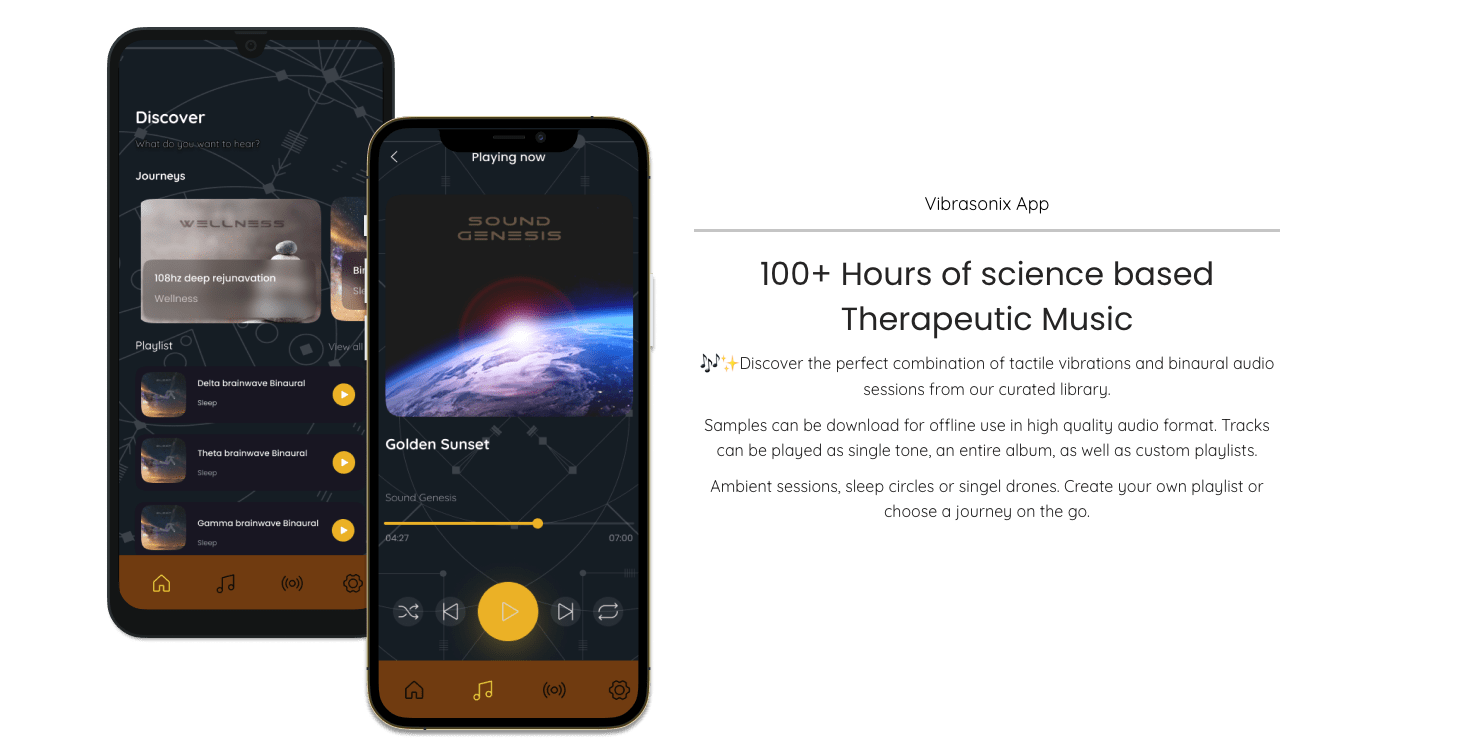 Discover
What do you want to hear?
Journeys
WELLNESS
108hz deep rejunavation
Wellness
Playlist
View all
Delta brainwave Binaural
Sleep
Theta brainwave Binaural
Sleep
Gamma brainwave Binaural
Sleep
Playing now
SOUND
GENESIS
Golden Sunset
Sound Genesis
04:27
07:00
Vibrasonix App
100+ Hours of science based
Therapeutic Music
🎶✨Discover the perfect combination of tactile vibrations and binaural audio
sessions from our curated library.
Samples can be download for offline use in high quality audio format. Tracks
can be played as single tone, an entire album, as well as custom playlists.
Ambient sessions, sleep circles or singel drones. Create your own playlist or
choose a journey on the go.